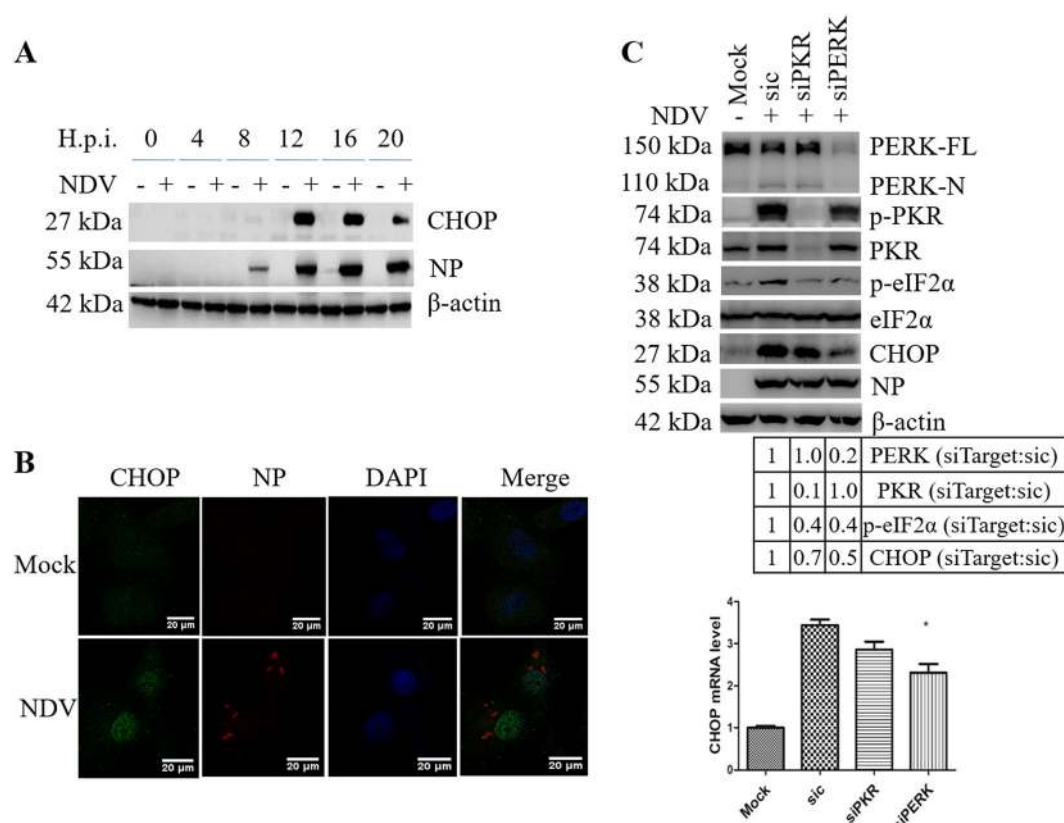 A
H.p.i. 0 4 8 12 16 20
NDV - + - + - + - + - + - +
27 kDa CHOP
55 kDa NP
42 kDa β-actin
B
CHOP NP DAPI Merge
Mock
20 μm 20 μm 20 μm 20 μm
NDV
20 μm 20 μm 20 μm 20 μm
C
Mock sic siPKR siPERK
NDV - + + +
150 kDa PERK-FL
110 kDa PERK-N
74 kDa p-PKR
74 kDa PKR
38 kDa p-eIF2α
38 kDa eIF2α
27 kDa CHOP
55 kDa NP
42 kDa β-actin
1 1.0 0.2 PERK (siTarget:sic)
1 0.1 1.0 PKR (siTarget:sic)
1 0.4 0.4 p-eIF2α (siTarget:sic)
1 0.7 0.5 CHOP (siTarget:sic)
CHOP mRNA level
4
3
2
1
0
*
Mock sic siPKR siPERK